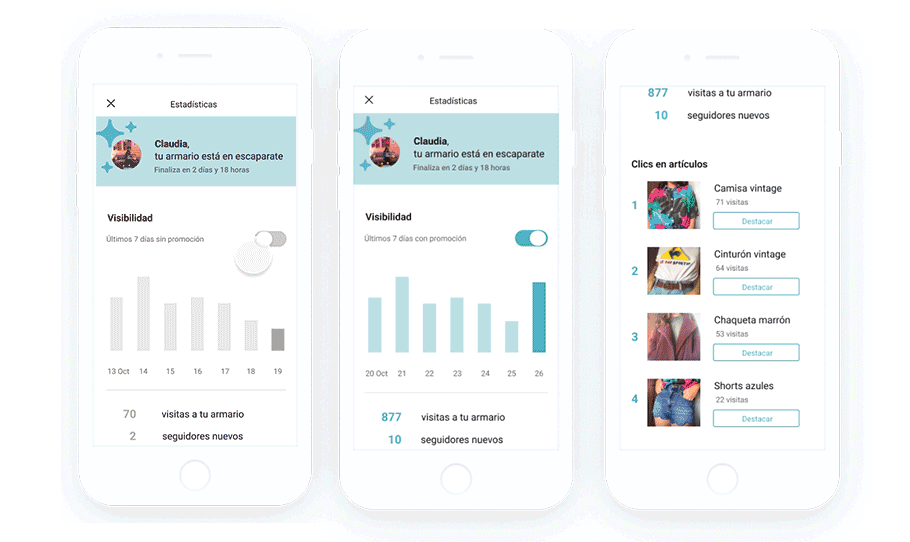 Estadísticas
Claudia,
tu armario está en escaparate
Finaliza en 2 días y 18 horas
Visibilidad
Últimos 7 días sin promoción
13 Oct 14 15 16 17 18 19
70 visitas a tu armario
2 seguidores nuevos
Estadísticas
Claudia,
tu armario está en escaparate
Finaliza en 2 días y 18 horas
Visibilidad
Últimos 7 días con promoción
20 Oct 21 22 23 24 25 26
877 visitas a tu armario
10 seguidores nuevos
877 visitas a tu armario
10 seguidores nuevos
Clics en artículos
1 Camisa vintage
71 visitas
Destacar
2 Cinturón vintage
64 visitas
Destacar
3 Chaqueta marrón
53 visitas
Destacar
4 Shorts azules
22 visitas
Destacar